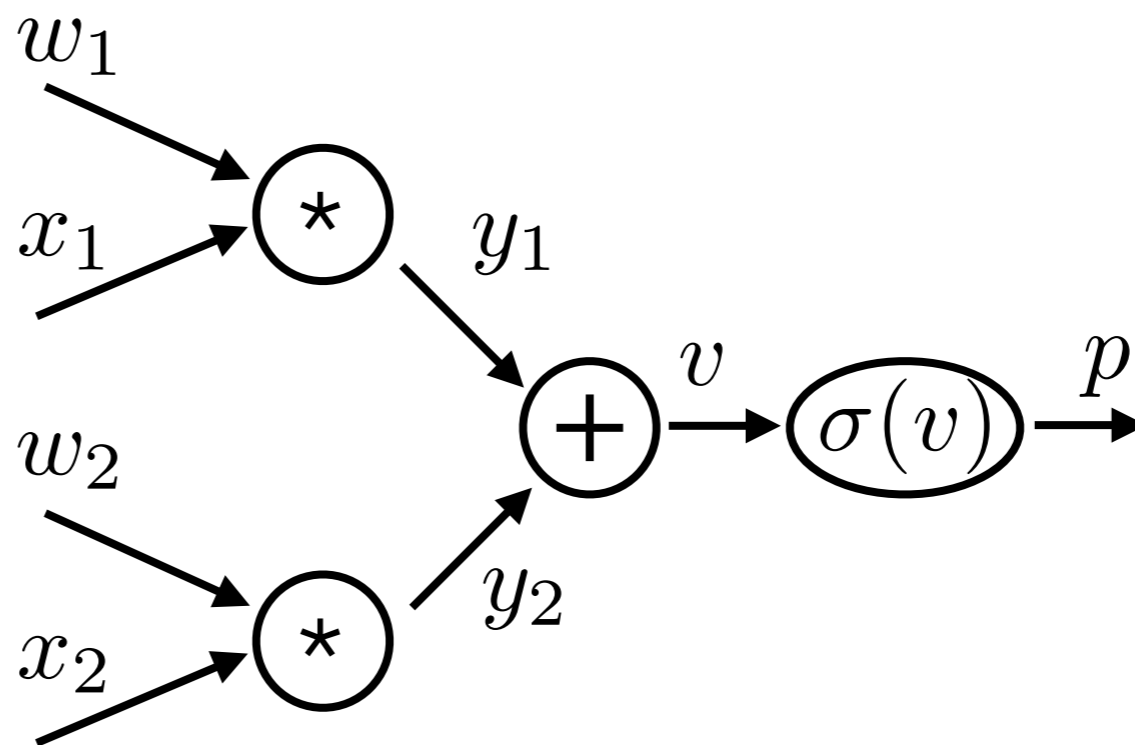 w₁
x₁
*
y₁
w₂
x₂
*
y₂
+
v
σ(v)
p